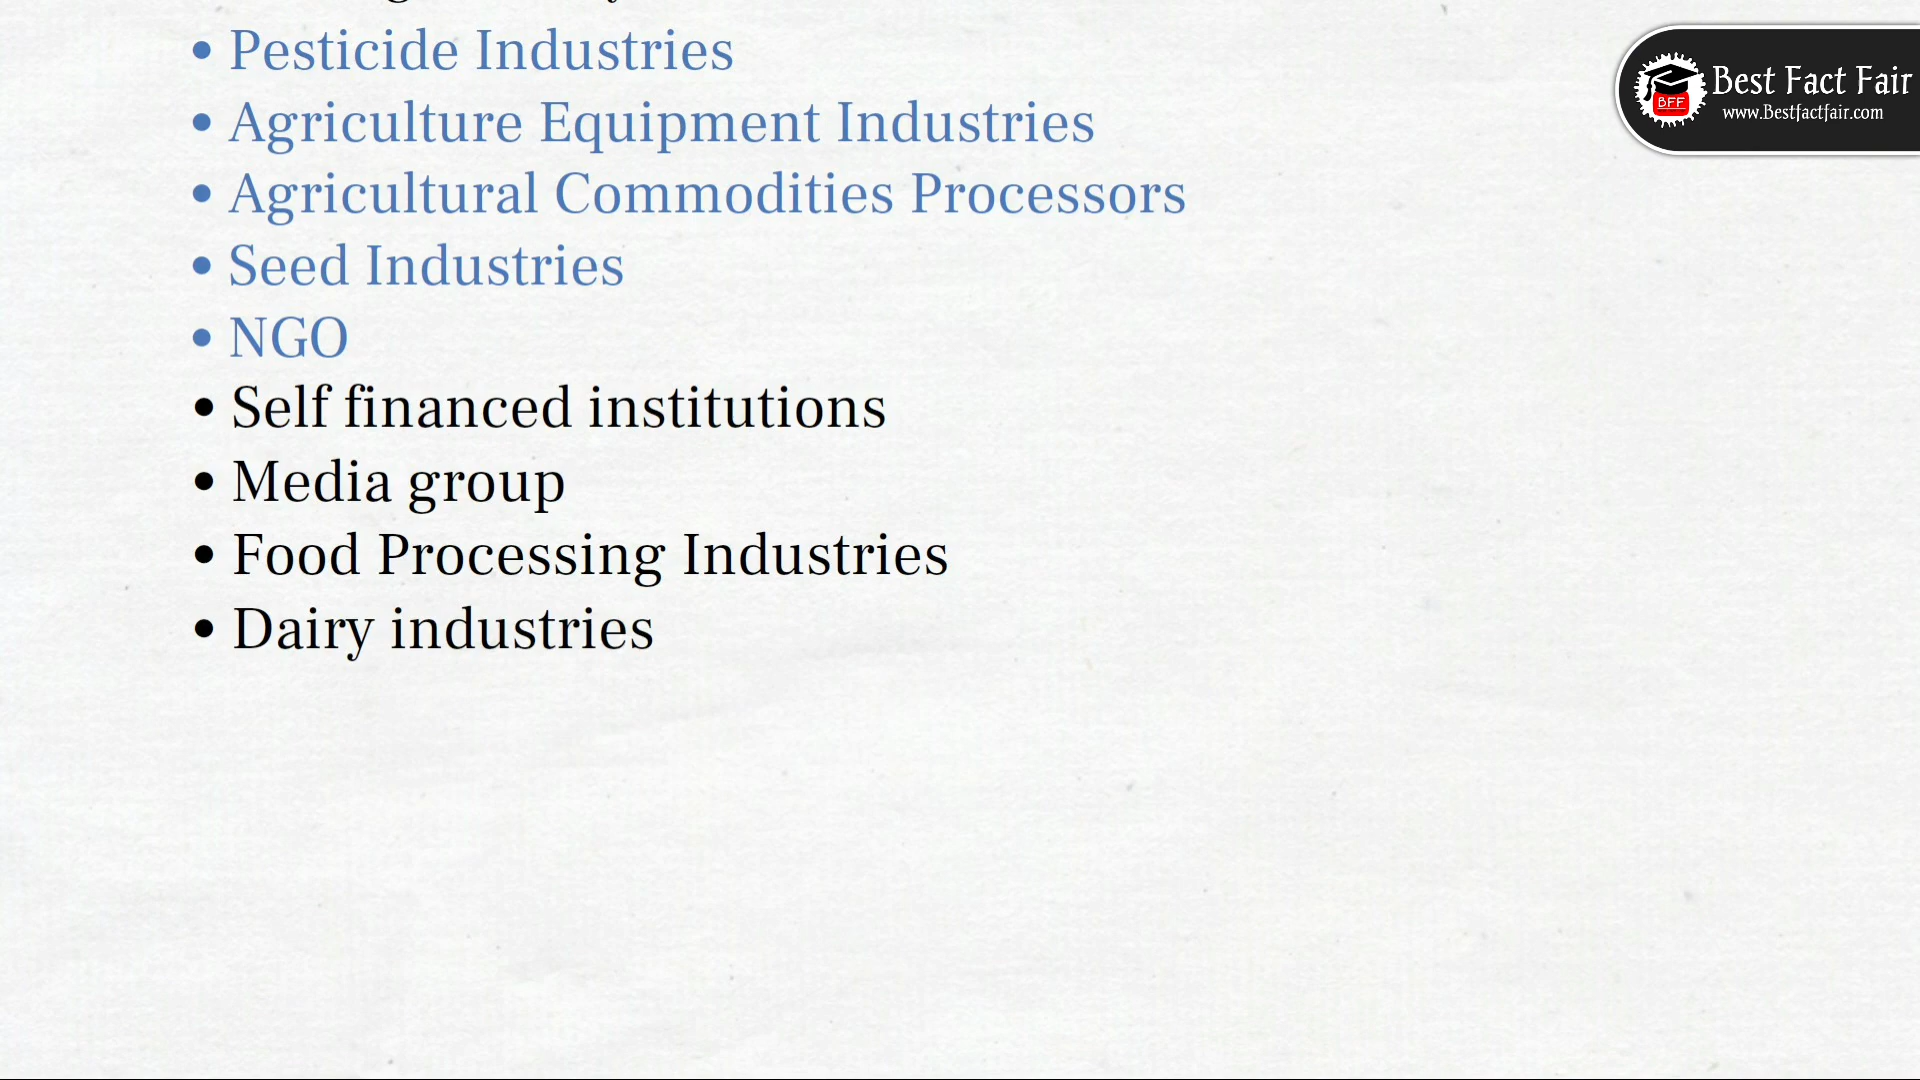 • Pesticide Industries
• Agriculture Equipment Industries
• Agricultural Commodities Processors
• Seed Industries
• NGO
• Self financed institutions
• Media group
• Food Processing Industries
• Dairy industries
Best Fact Fair
www.Bestfactfair.com
BFF